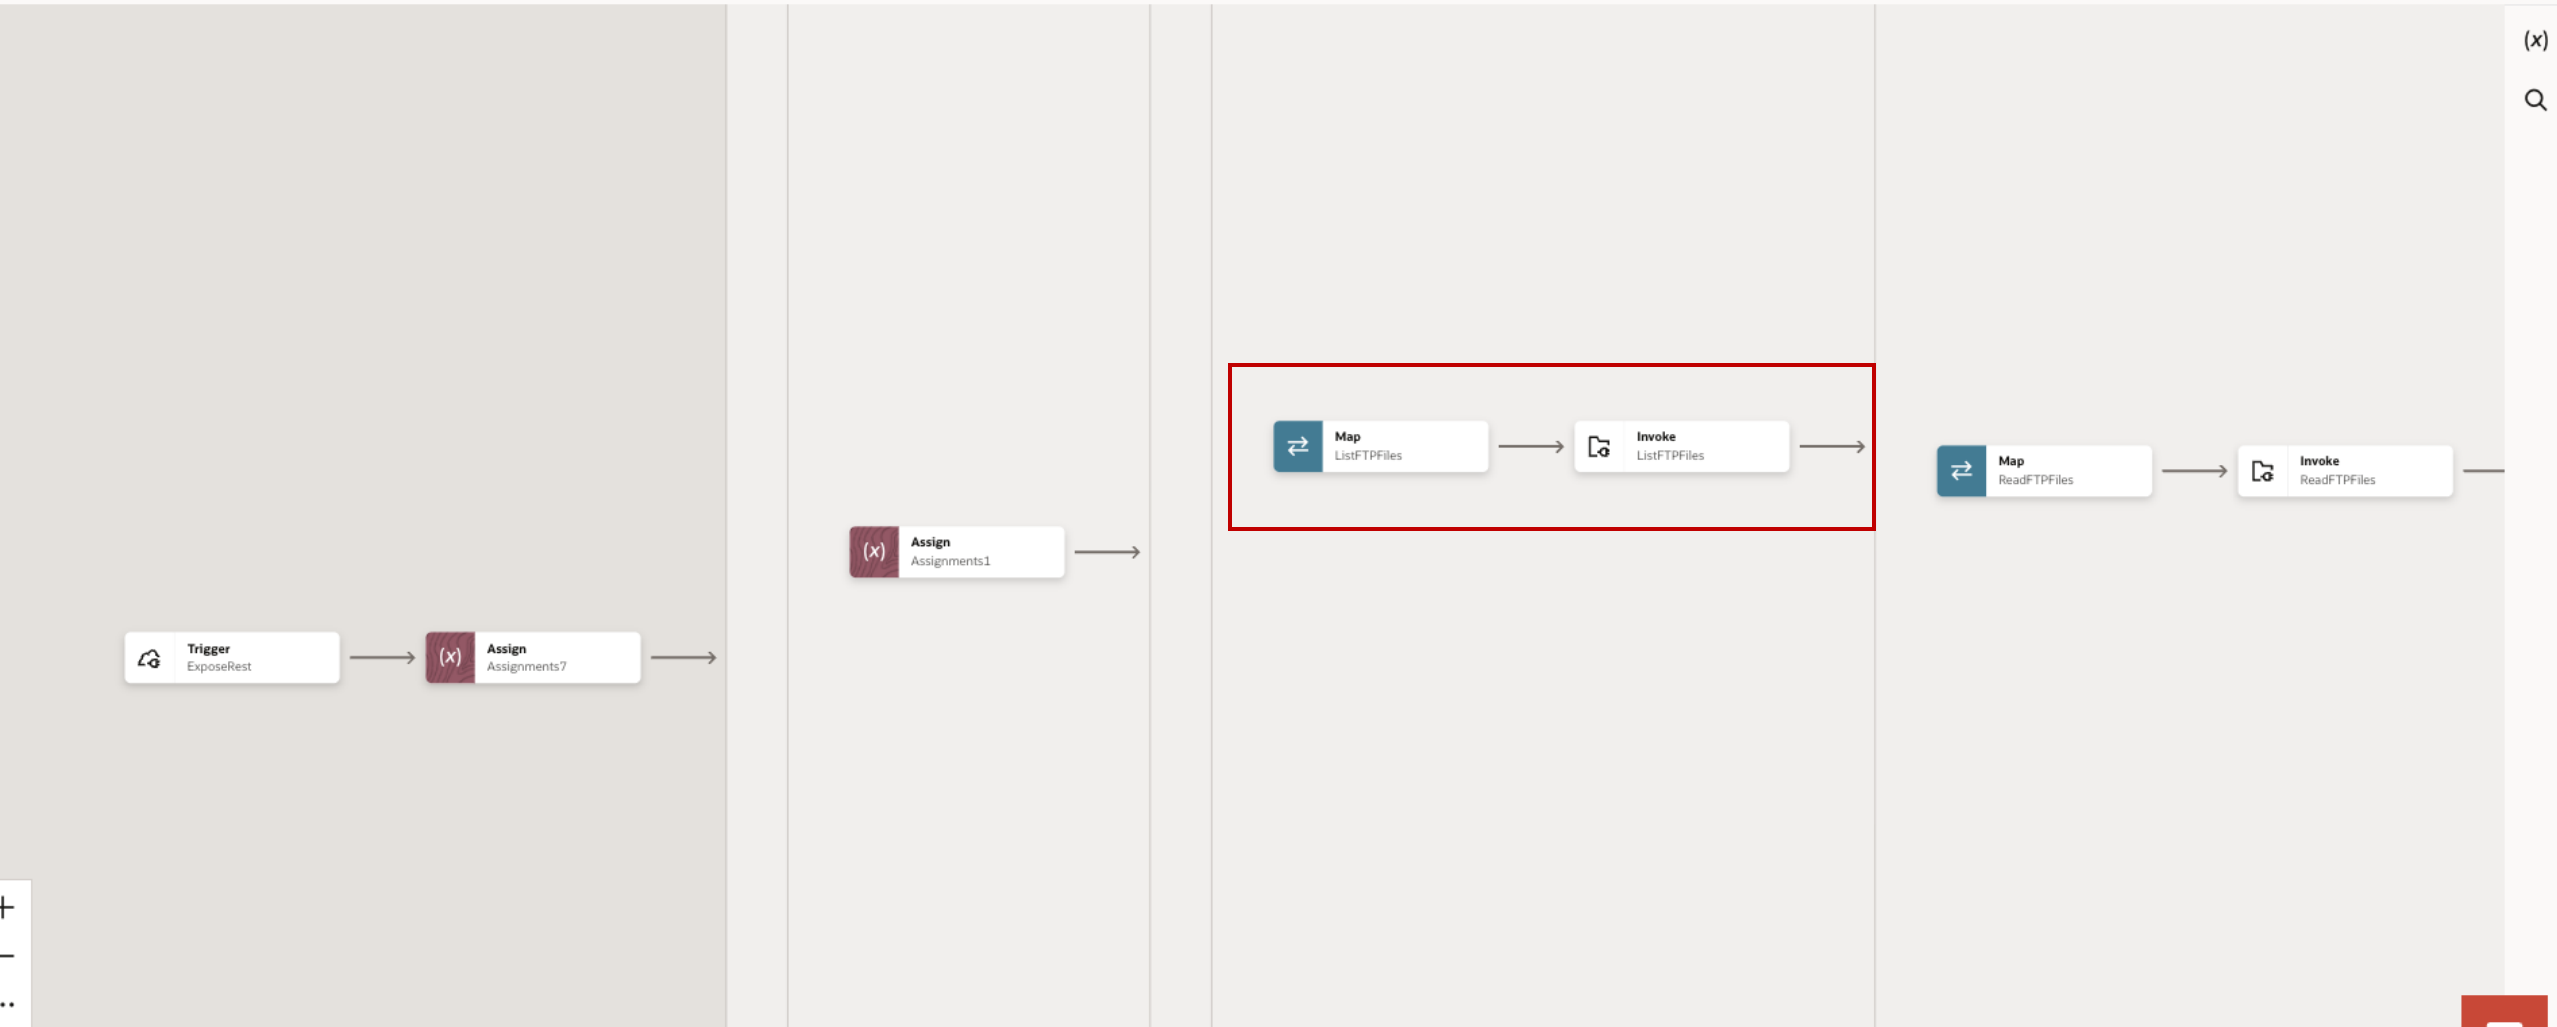 (x)
Map
ListFTPFiles
Invoke
ListFTPFiles
Map
ReadFTPFiles
Invoke
ReadFTPFiles
(x)
Assign
Assignments1
Trigger
ExposeRest
(x)
Assign
Assignments7